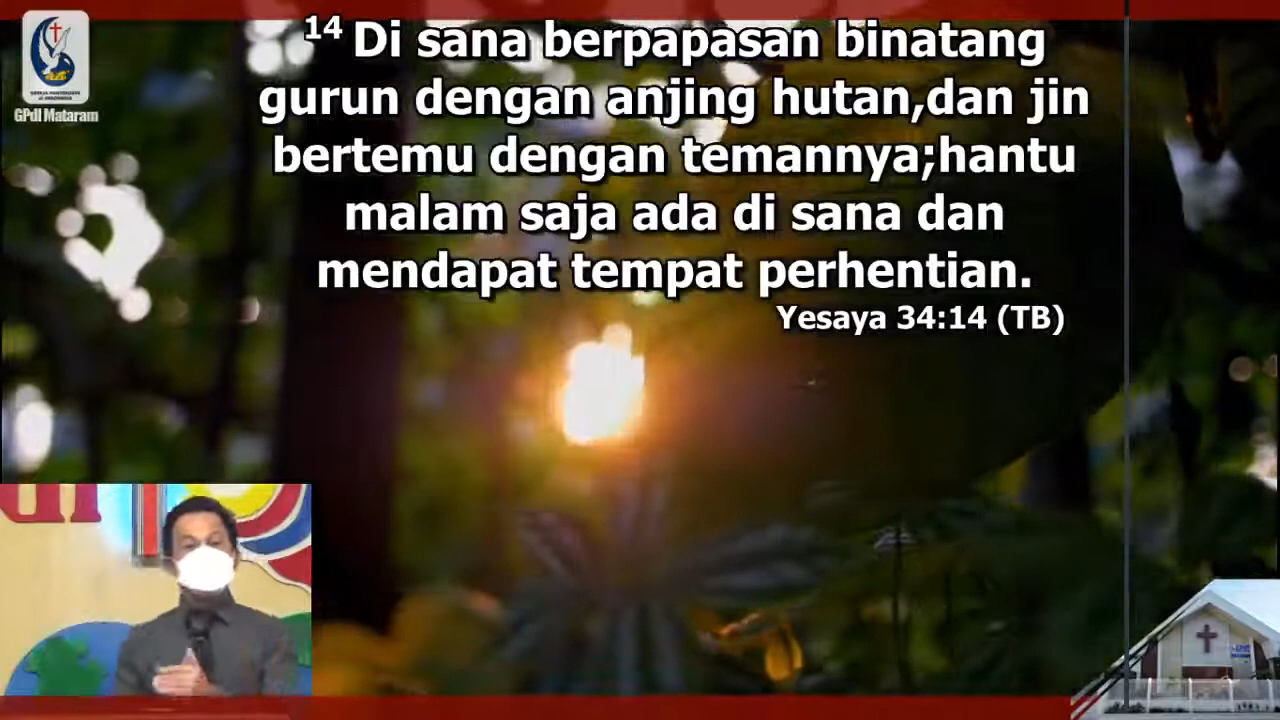 14 Di sana berpapasan binatang
gurun dengan anjing hutan,dan jin
bertemu dengan temannya;hantu
malam saja ada di sana dan
mendapat tempat perhentian.
Yesaya 34:14 (TB)
GPdI Mataram
di